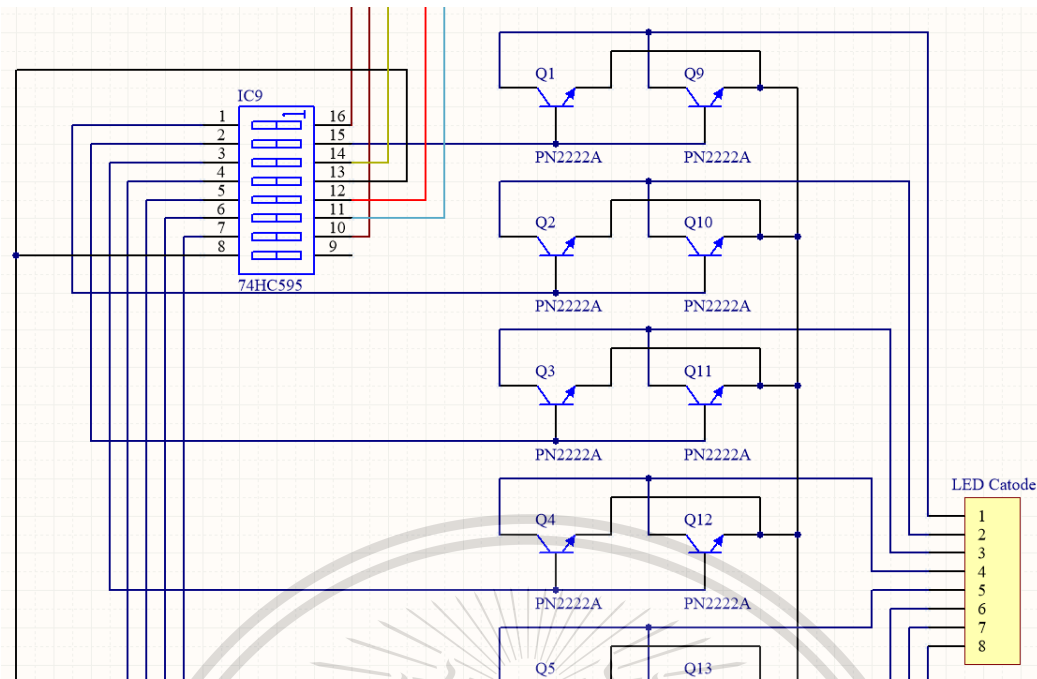 Q1
Q9
IC9
1
16
2
15
3
14
4
13
5
12
6
11
7
10
8
9
74HC595
PN2222A
PN2222A
Q2
Q10
PN2222A
PN2222A
Q3
Q11
PN2222A
PN2222A
Q4
Q12
PN2222A
PN2222A
LED Catode
1
2
3
4
5
6
7
8
Q5
Q13